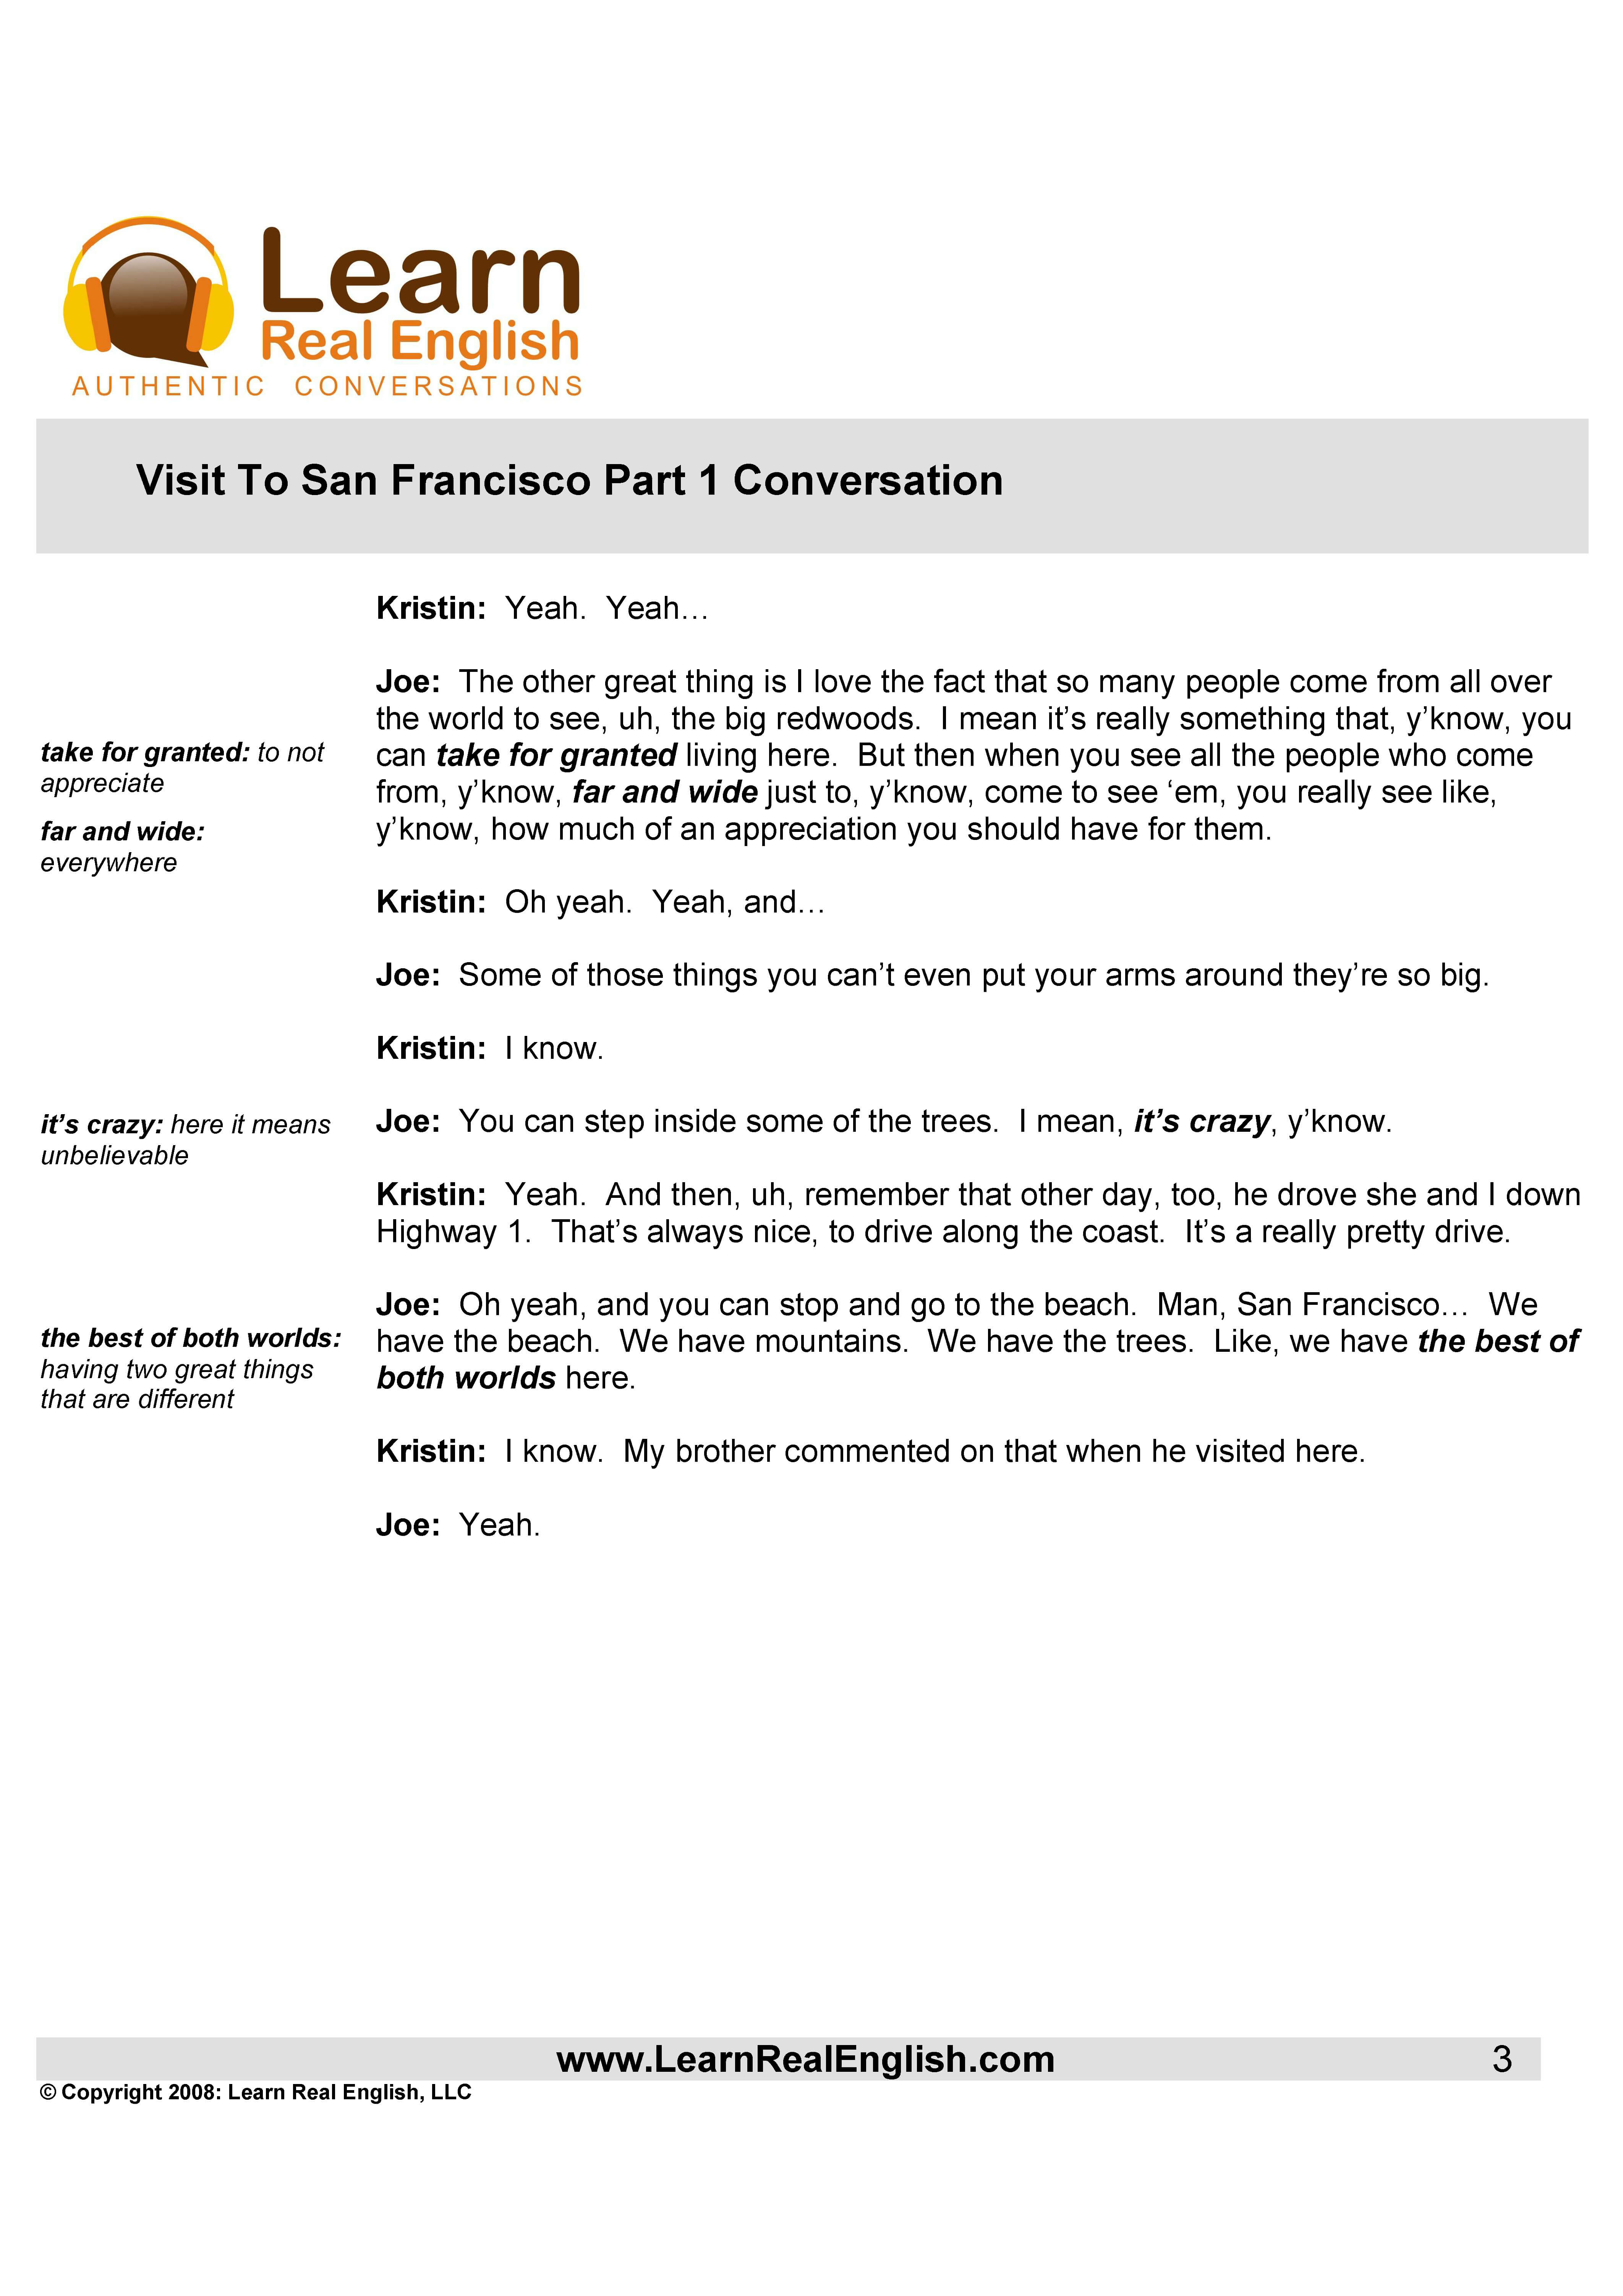 Learn
Real English
AUTHENTIC CONVERSATIONS
Visit To San Francisco Part 1 Conversation
Kristin: Yeah. Yeah…
Joe: The other great thing is I love the fact that so many people come from all over
the world to see, uh, the big redwoods. I mean it’s really something that, y’know, you
can take for granted living here. But then when you see all the people who come
from, y’know, far and wide just to, y’know, come to see ‘em, you really see like,
y’know, how much of an appreciation you should have for them.
take for granted: to not
appreciate
far and wide:
everywhere
Kristin: Oh yeah. Yeah, and…
Joe: Some of those things you can’t even put your arms around they’re so big.
Kristin: I know.
Joe: You can step inside some of the trees. I mean, it’s crazy, y’know.
it’s crazy: here it means
unbelievable
Kristin: Yeah. And then, uh, remember that other day, too, he drove she and I down
Highway 1. That’s always nice, to drive along the coast. It’s a really pretty drive.
Joe: Oh yeah, and you can stop and go to the beach. Man, San Francisco… We
have the beach. We have mountains. We have the trees. Like, we have the best of
both worlds here.
the best of both worlds:
having two great things
that are different
Kristin: I know. My brother commented on that when he visited here.
Joe: Yeah.
www.LearnRealEnglish.com 3
© Copyright 2008: Learn Real English, LLC